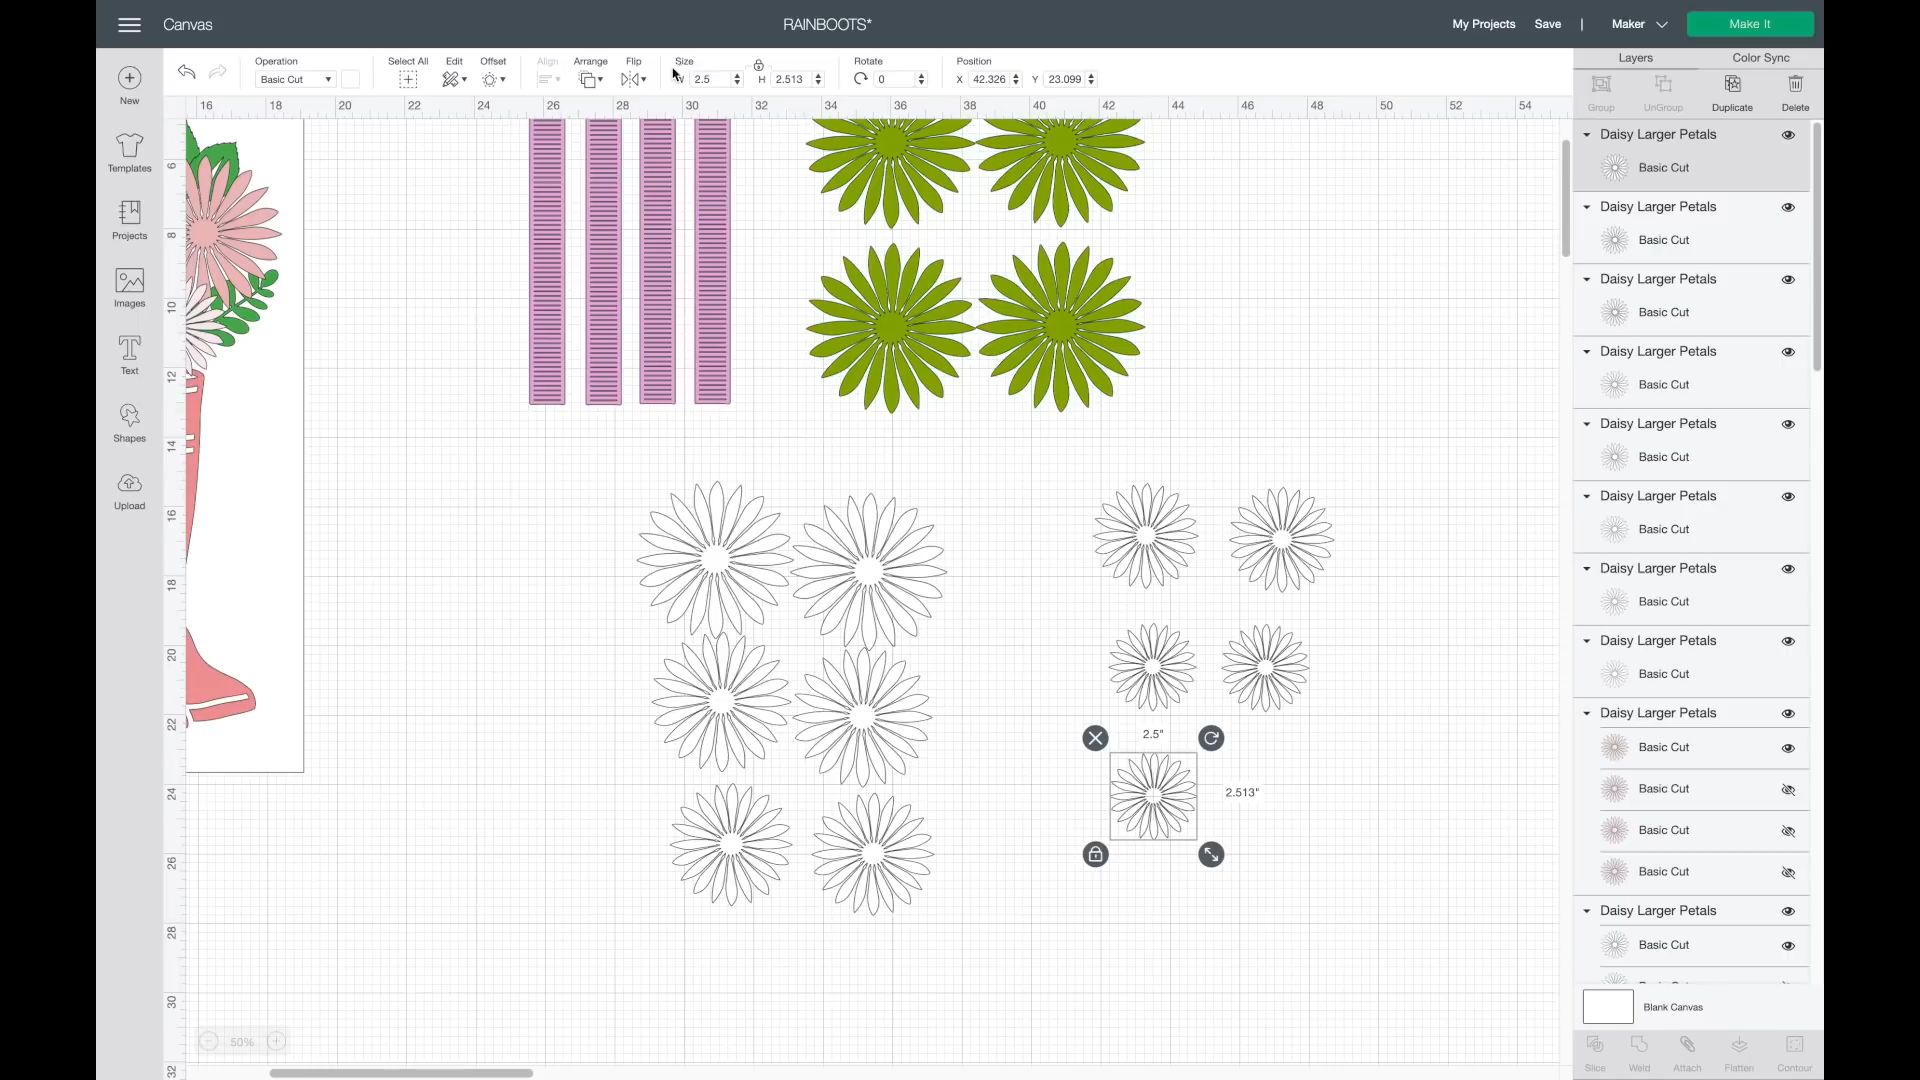 Canvas
RAINBOOTS*
My Projects
Save
|
Maker
Make It
Operation
Basic Cut
Select All
Edit
Offset
Align
Arrange
Flip
Size
2.5
H 2.513
Rotate
0
Position
X 42.326
Y 23.099
Layers
Color Sync
Group
UnGroup
Duplicate
Delete
16 18 20 22 24 26 28 30 32 34 36 38 40 42 44 46 48 50 52 54
6
8
10
12
14
16
18
20
22
24
26
28
30
32
New
Templates
Projects
Images
Text
Shapes
Upload
2.5"
2.513"
50%
Daisy Larger Petals
Basic Cut
Daisy Larger Petals
Basic Cut
Daisy Larger Petals
Basic Cut
Daisy Larger Petals
Basic Cut
Daisy Larger Petals
Basic Cut
Daisy Larger Petals
Basic Cut
Daisy Larger Petals
Basic Cut
Daisy Larger Petals
Basic Cut
Daisy Larger Petals
Basic Cut
Basic Cut
Basic Cut
Basic Cut
Daisy Larger Petals
Basic Cut
Blank Canvas
Slice
Weld
Attach
Flatten
Contour